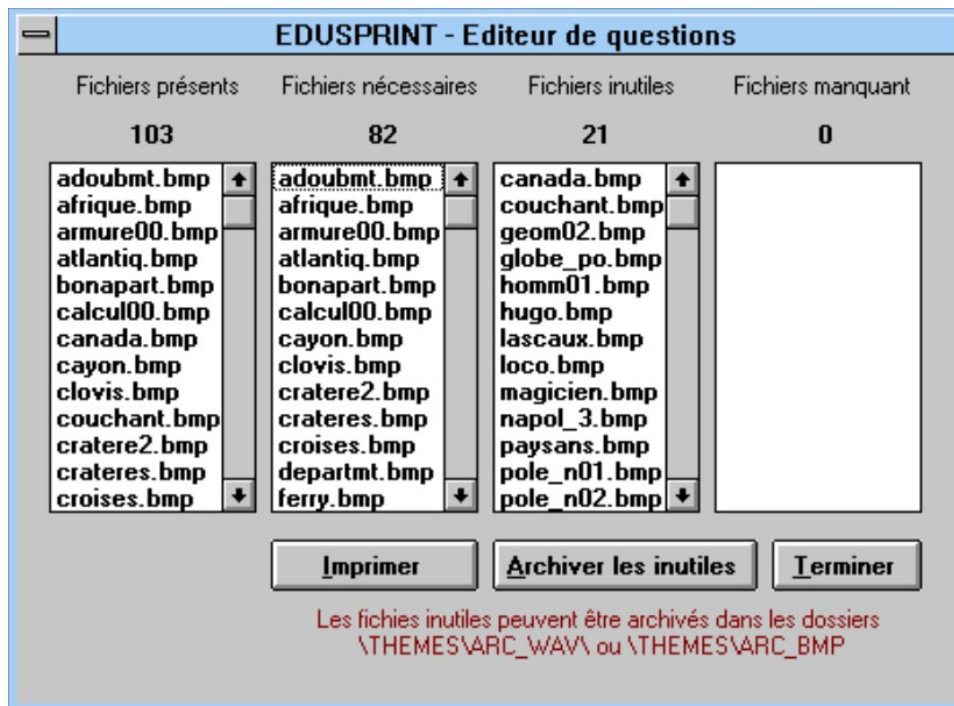 EDUSPRINT - Editeur de questions
Fichiers présents
103
adoubmt.bmp
afrique.bmp
armure00.bmp
atlantiq.bmp
bonapart.bmp
calcul00.bmp
canada.bmp
cayon.bmp
clovis.bmp
couchant.bmp
cratere2.bmp
crateres.bmp
croises.bmp
Fichiers nécessaires
82
adoubmt.bmp
afrique.bmp
armure00.bmp
atlantiq.bmp
bonapart.bmp
calcul00.bmp
cayon.bmp
clovis.bmp
cratere2.bmp
crateres.bmp
croises.bmp
departmt.bmp
ferry.bmp
Fichiers inutiles
21
canada.bmp
couchant.bmp
geom02.bmp
globe_po.bmp
homm01.bmp
hugo.bmp
lascaux.bmp
loco.bmp
magicien.bmp
napol_3.bmp
paysans.bmp
pole_n01.bmp
pole_n02.bmp
Fichiers manquant
0
Imprimer
Archiver les inutiles
Terminer
Les fichies inutiles peuvent être archivés dans les dossiers
\THEMES\ARC_WAV\ ou \THEMES\ARC_BMP